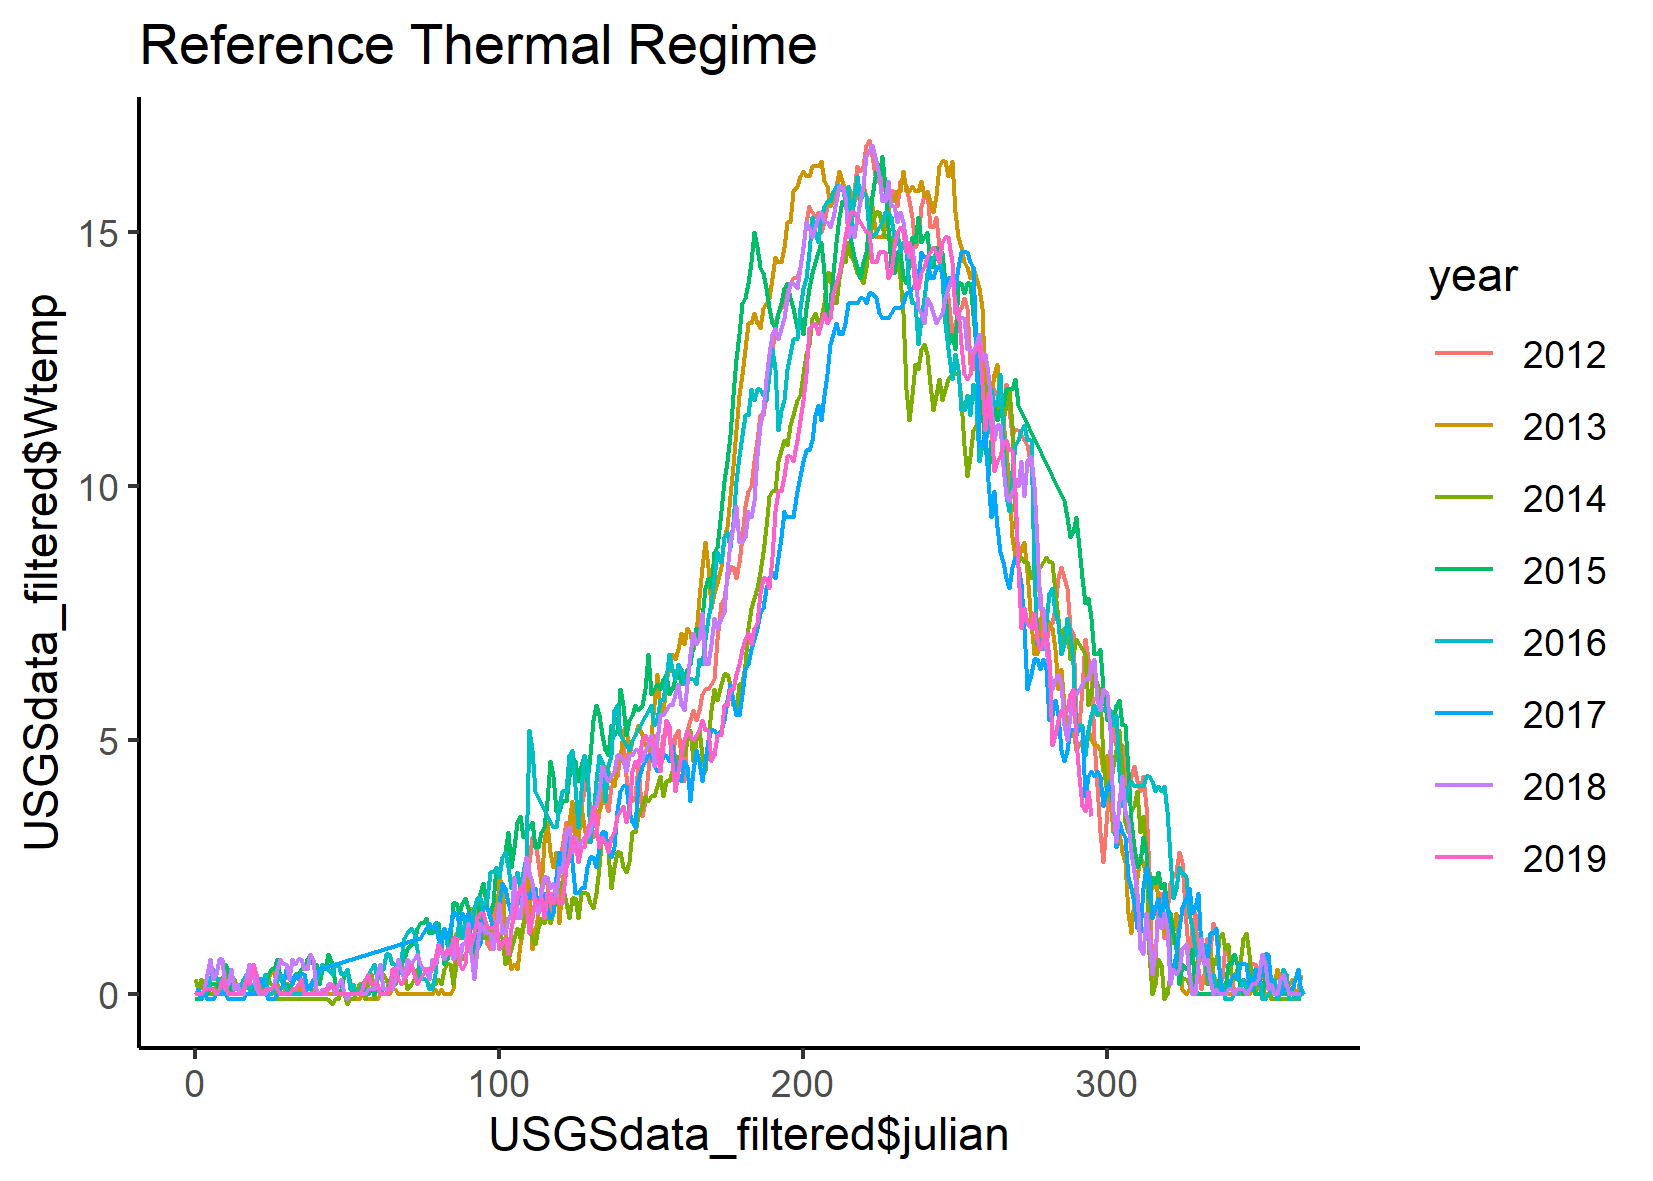 Reference Thermal Regime
USGSdata_filtered$Wtemp
15
10
5
0
0 100 200 300
USGSdata_filtered$julian
year
2012
2013
2014
2015
2016
2017
2018
2019